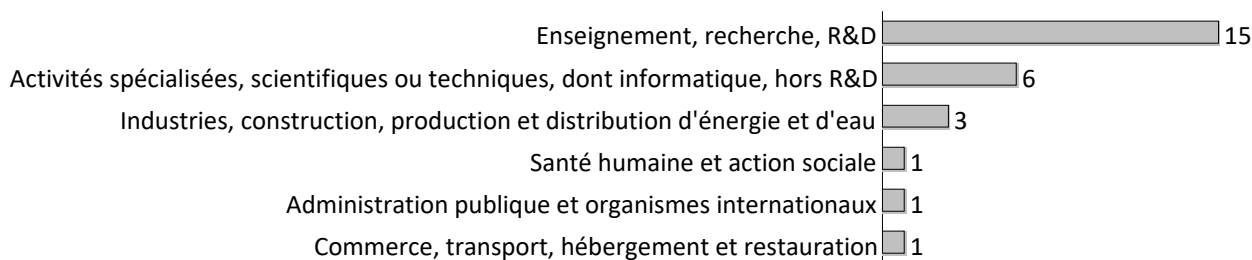 Enseignement, recherche, R&D 15
Activités spécialisées, scientifiques ou techniques, dont informatique, hors R&D 6
Industries, construction, production et distribution d'énergie et d'eau 3
Santé humaine et action sociale 1
Administration publique et organismes internationaux 1
Commerce, transport, hébergement et restauration 1